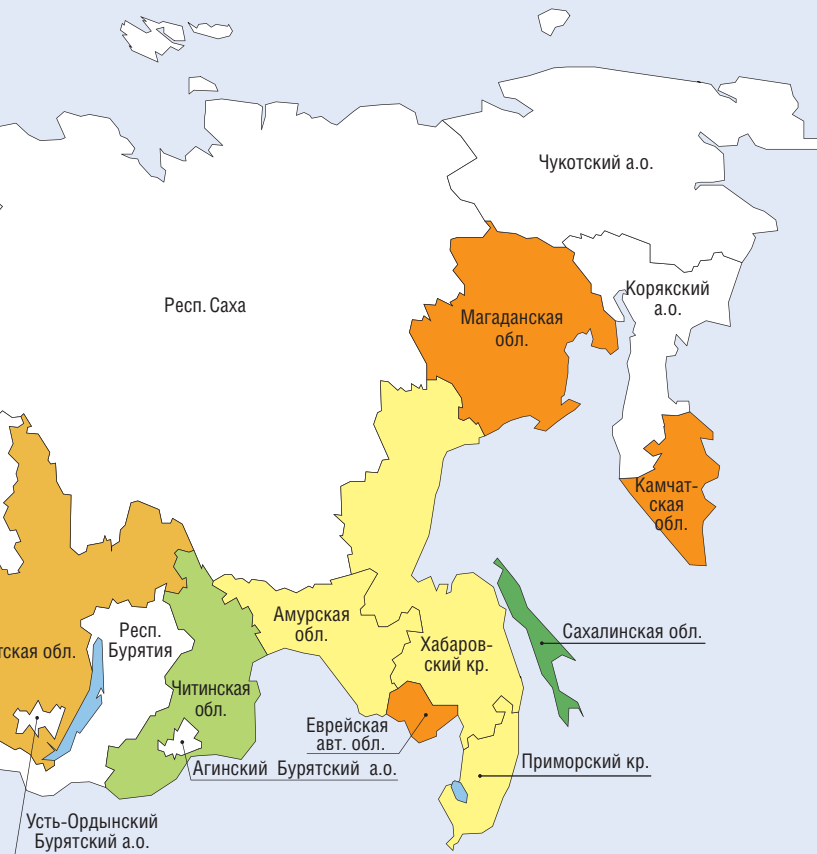 Чукотский а.о.
Корякский
а.о.
Респ. Саха
Магаданская
обл.
Камчат-
ская
обл.
тская обл.
Респ.
Бурятия
Амурская
обл.
Хабаров-
ский кр.
Сахалинская обл.
Читинская
обл.
Еврейская
авт. обл.
Агинский Бурятский а.о.
Приморский кр.
Усть-Ордынский
Бурятский а.о.